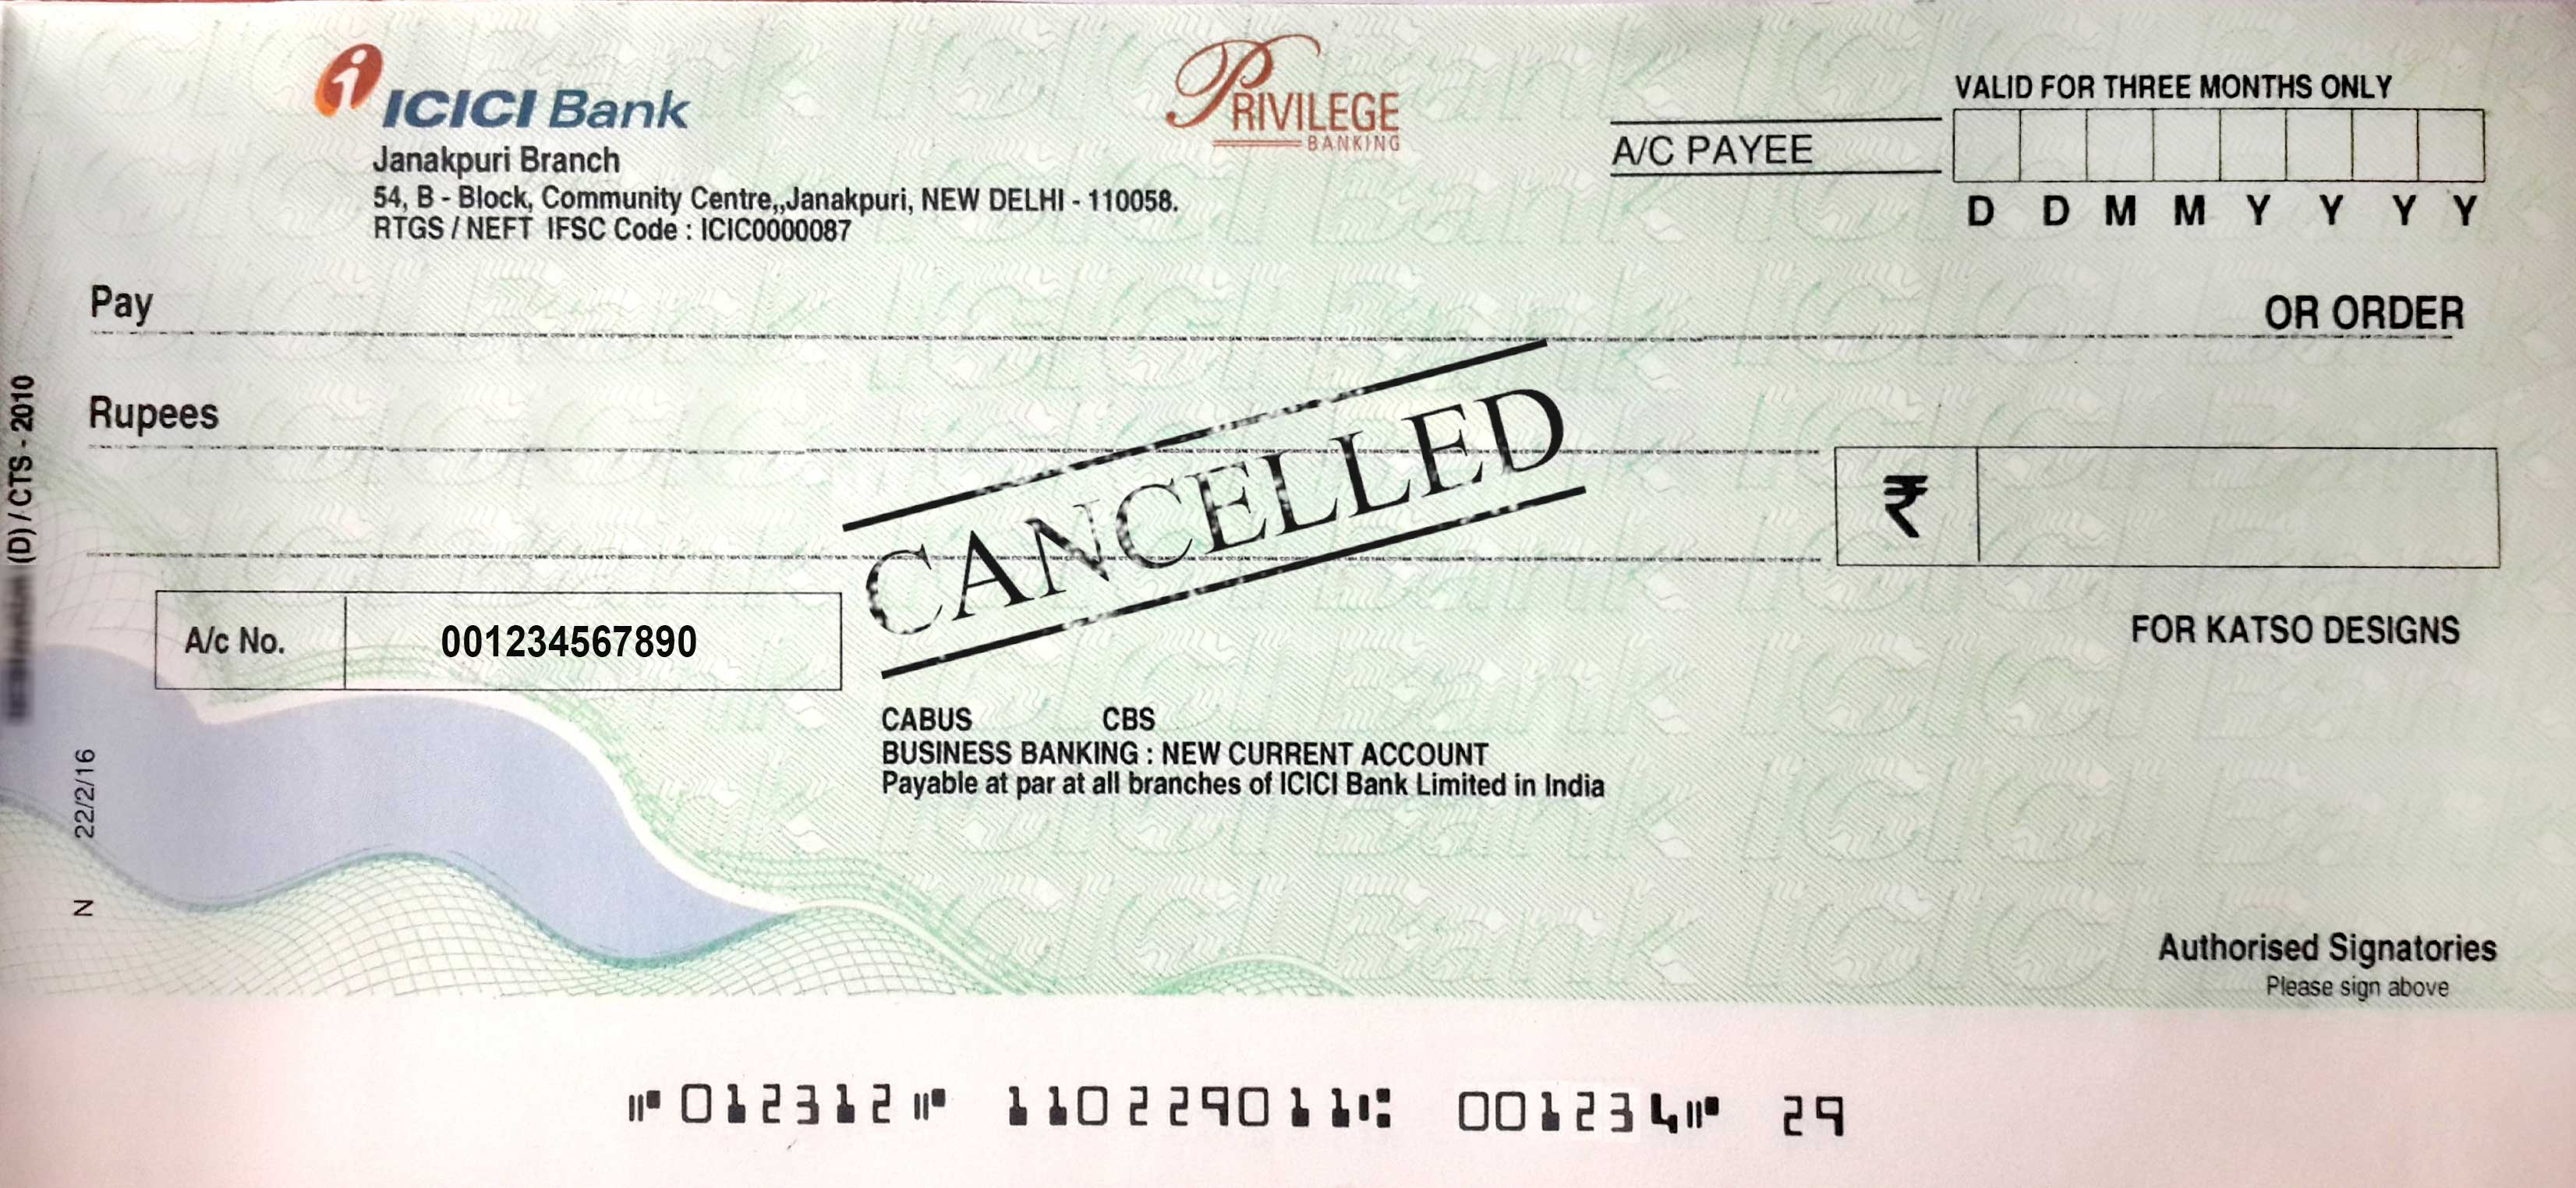 ICICI Bank
PRIVILEGE
BANKING
Janakpuri Branch
54, B - Block, Community Centre,,Janakpuri, NEW DELHI - 110058.
RTGS / NEFT IFSC Code : ICIC0000087
A/C PAYEE
VALID FOR THREE MONTHS ONLY
D D M M Y Y Y Y
Pay OR ORDER
Rupees
₹
CANCELLED
A/c No. 001234567890
FOR KATSO DESIGNS
CABUS CBS
BUSINESS BANKING : NEW CURRENT ACCOUNT
Payable at par at all branches of ICICI Bank Limited in India
Authorised Signatories
Please sign above
(D) / CTS - 2010
N 22/2/16
⑈012312⑈ 110229011⑆ 001234⑈ 29